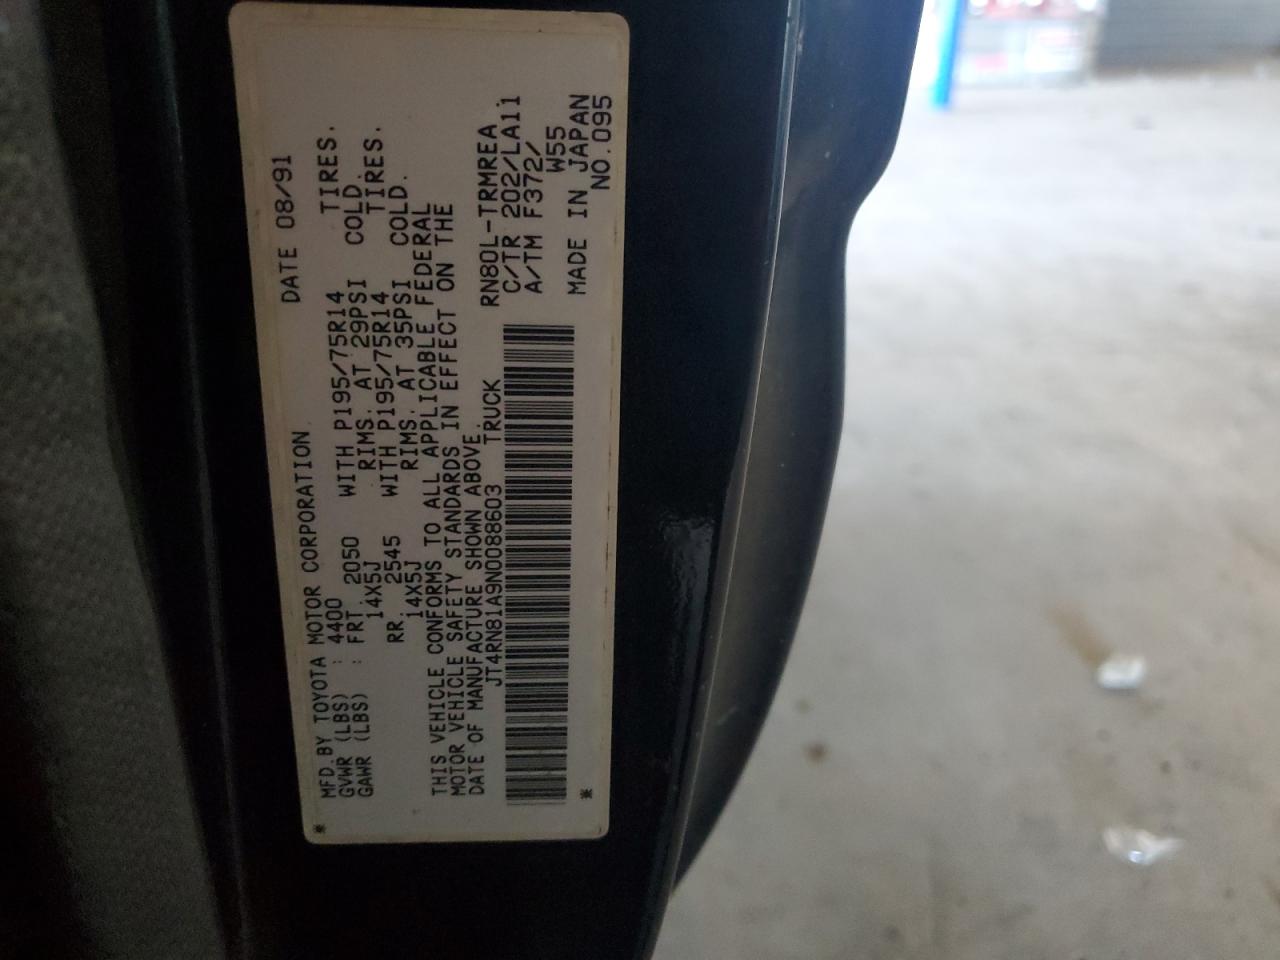 MFD.BY TOYOTA MOTOR CORPORATION DATE 08/91
GVWR (LBS) : 4400 WITH P195/75R14 TIRES.
GAWR (LBS) : FRT. 2050
14X5J RIMS, AT 29PSI COLD.
RR. 2545 WITH P195/75R14 TIRES.
14X5J RIMS, AT 35PSI COLD.
THIS VEHICLE CONFORMS TO ALL APPLICABLE FEDERAL
MOTOR VEHICLE SAFETY STANDARDS IN EFFECT ON THE
DATE OF MANUFACTURE SHOWN ABOVE.
JT4RN81A9N0088603 TRUCK
RN80L-TRMREA
C/TR 202/LA11
A/TM F372/
W55
MADE IN JAPAN
NO.095